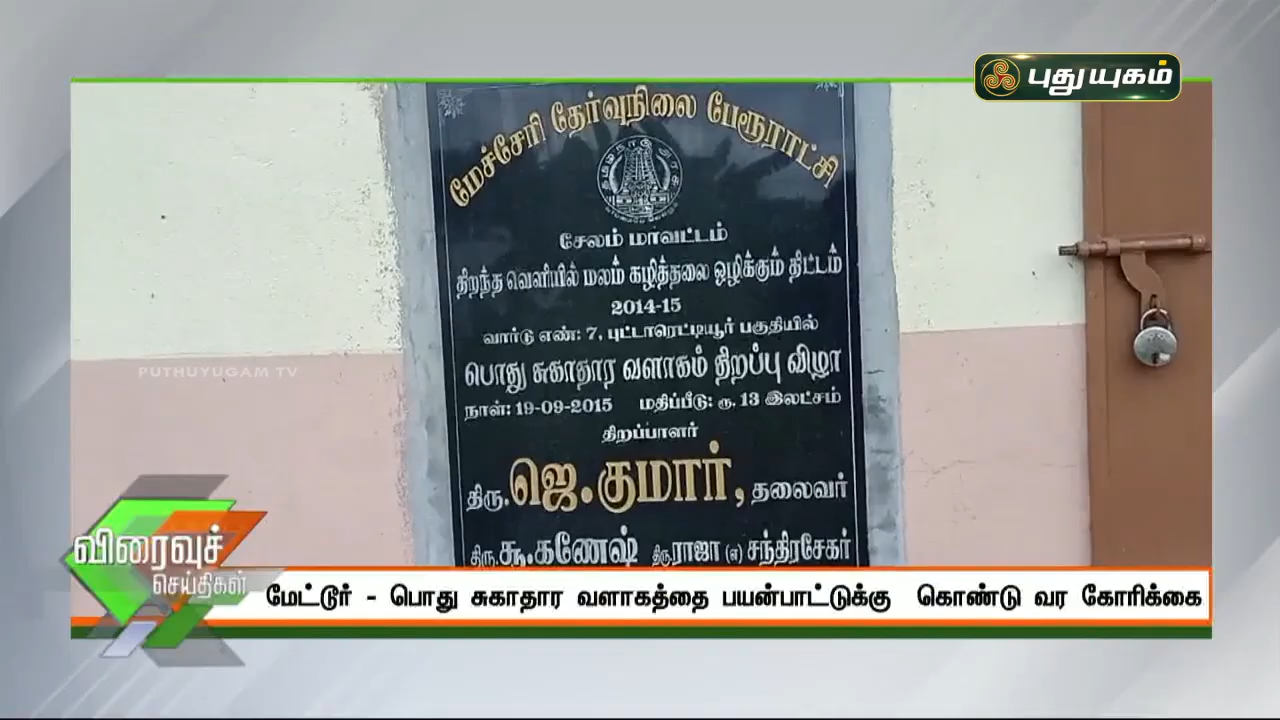 புதுயுகம்
மேச்சேரி தேர்வுநிலை பேரூராட்சி
சேலம் மாவட்டம்
திறந்த வெளியில் மலம் கழித்தலை ஒழிக்கும் திட்டம்
2014-15
வார்டு எண்: 7, புட்டாரெட்டியூர் பகுதியில்
பொது சுகாதார வளாகம் திறப்பு விழா
நாள்: 19-09-2015 மதிப்பீடு: ரூ. 13 இலட்சம்
திறப்பாளர்
திரு.ஜெ.குமார், தலைவர்
திரு. சூ.கணேஷ் திரு ராஜா (எ) சந்திரசேகர்
PUTHUYUGAM TV
விரைவுச்
செய்திகள்
மேட்டூர் - பொது சுகாதார வளாகத்தை பயன்பாட்டுக்கு கொண்டு வர கோரிக்கை